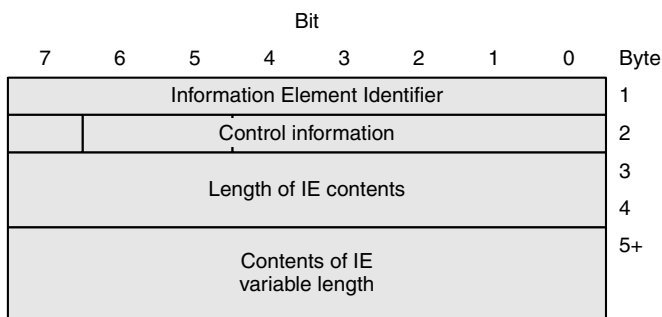 Bit
7 6 5 4 3 2 1 0 Byte
Information Element Identifier 1
Control information 2
3
Length of IE contents
4
5+
Contents of IE
variable length